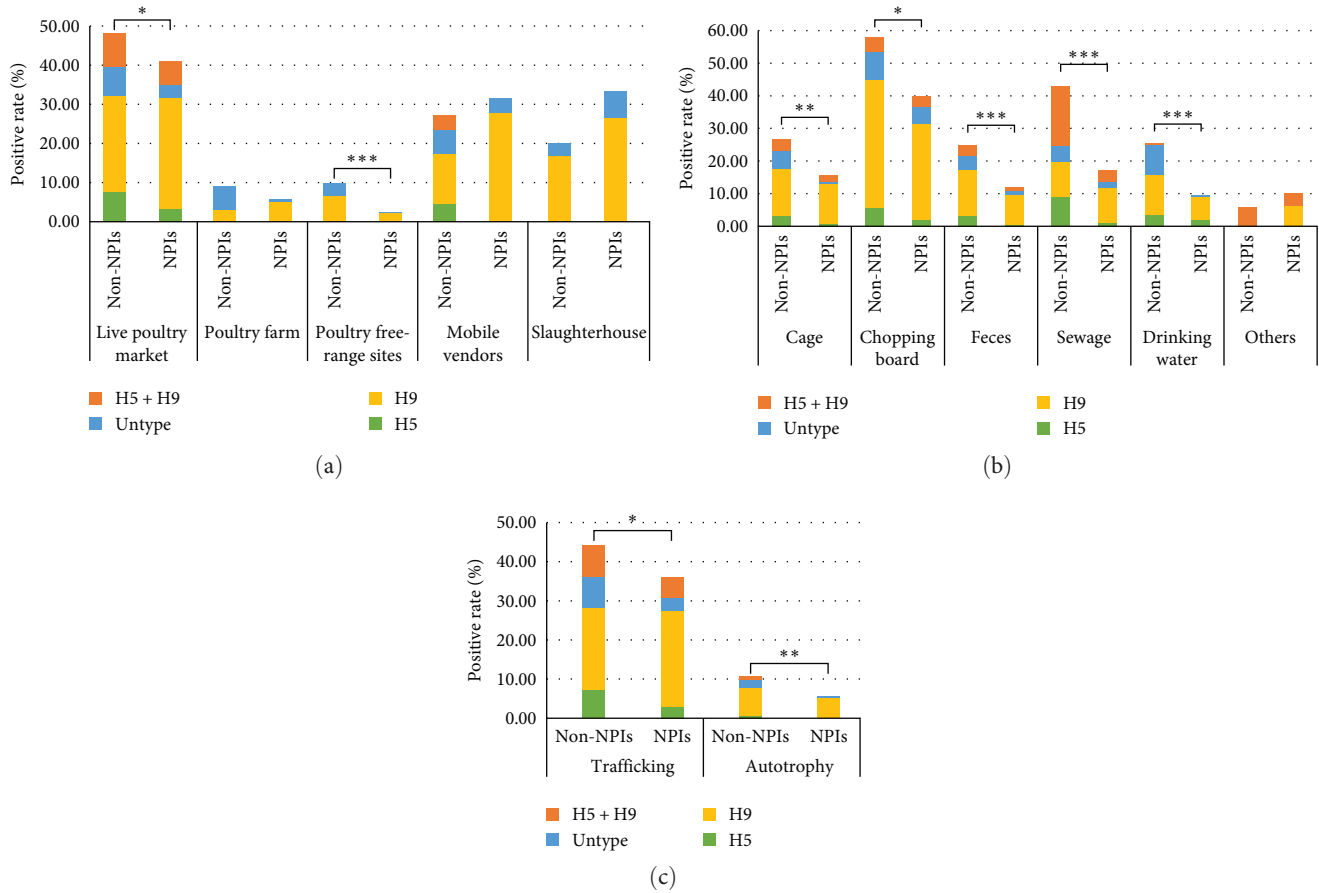 50.00
40.00
30.00
20.00
10.00
0.00
Positive rate (%)
*
***
Non-NPIs NPIs Non-NPIs NPIs Non-NPIs NPIs Non-NPIs NPIs Non-NPIs NPIs
Live poultry market
Poultry farm
Poultry free-
range sites
Mobile
vendors
Slaughterhouse
H5 + H9
H9
Untype
H5
(a)
60.00
50.00
40.00
30.00
20.00
10.00
0.00
Positive rate (%)
**
*
***
***
***
Non-NPIs NPIs Non-NPIs NPIs Non-NPIs NPIs Non-NPIs NPIs Non-NPIs NPIs Non-NPIs NPIs
Cage
Chopping
board
Feces
Sewage
Drinking
water
Others
H5 + H9
H9
Untype
H5
(b)
50.00
40.00
30.00
20.00
10.00
0.00
Positive rate (%)
*
**
Non-NPIs NPIs Non-NPIs NPIs
Trafficking Autotrophy
H5 + H9
H9
Untype
H5
(c)